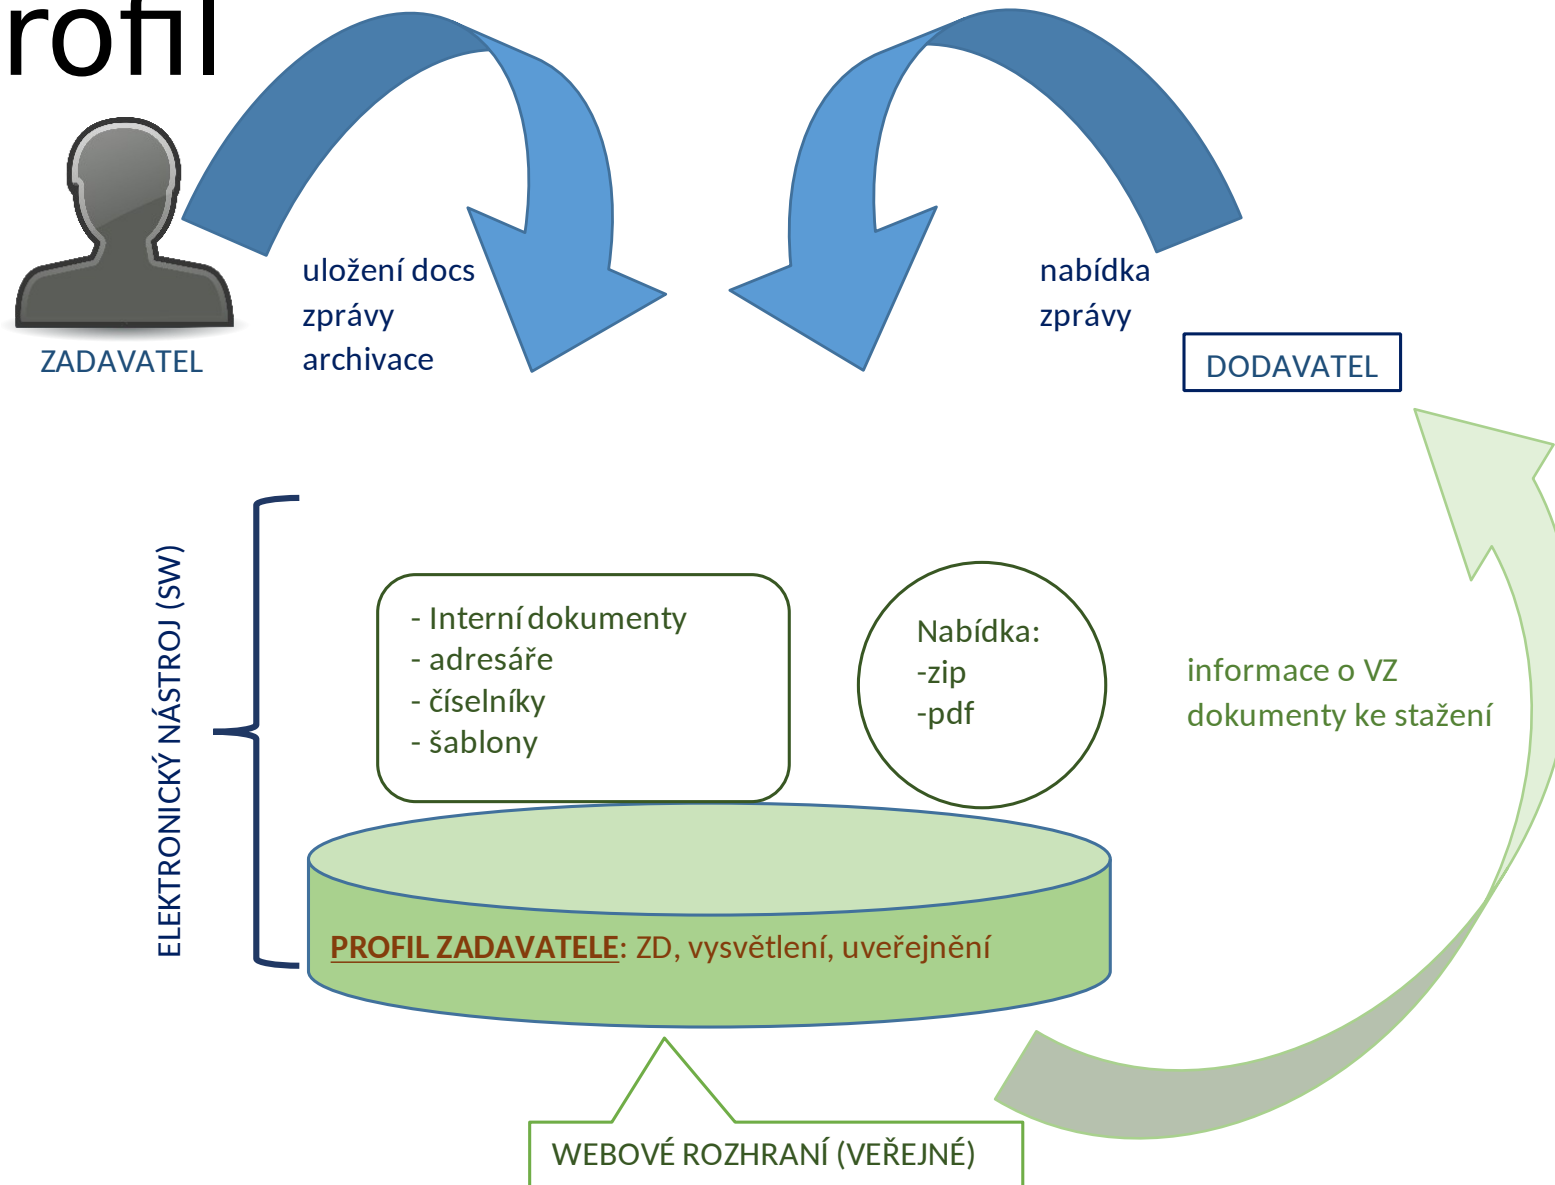 rofil
uložení docs
zprávy
archivace
nabídka
zprávy
ZADAVATEL
DODAVATEL
ELEKTRONICKÝ NÁSTROJ (SW)
- Interní dokumenty
- adresáře
- číselníky
- šablony
Nabídka:
-zip
-pdf
informace o VZ
dokumenty ke stažení
PROFIL ZADAVATELE: ZD, vysvětlení, uveřejnění
WEBOVÉ ROZHRANÍ (VEŘEJNÉ)